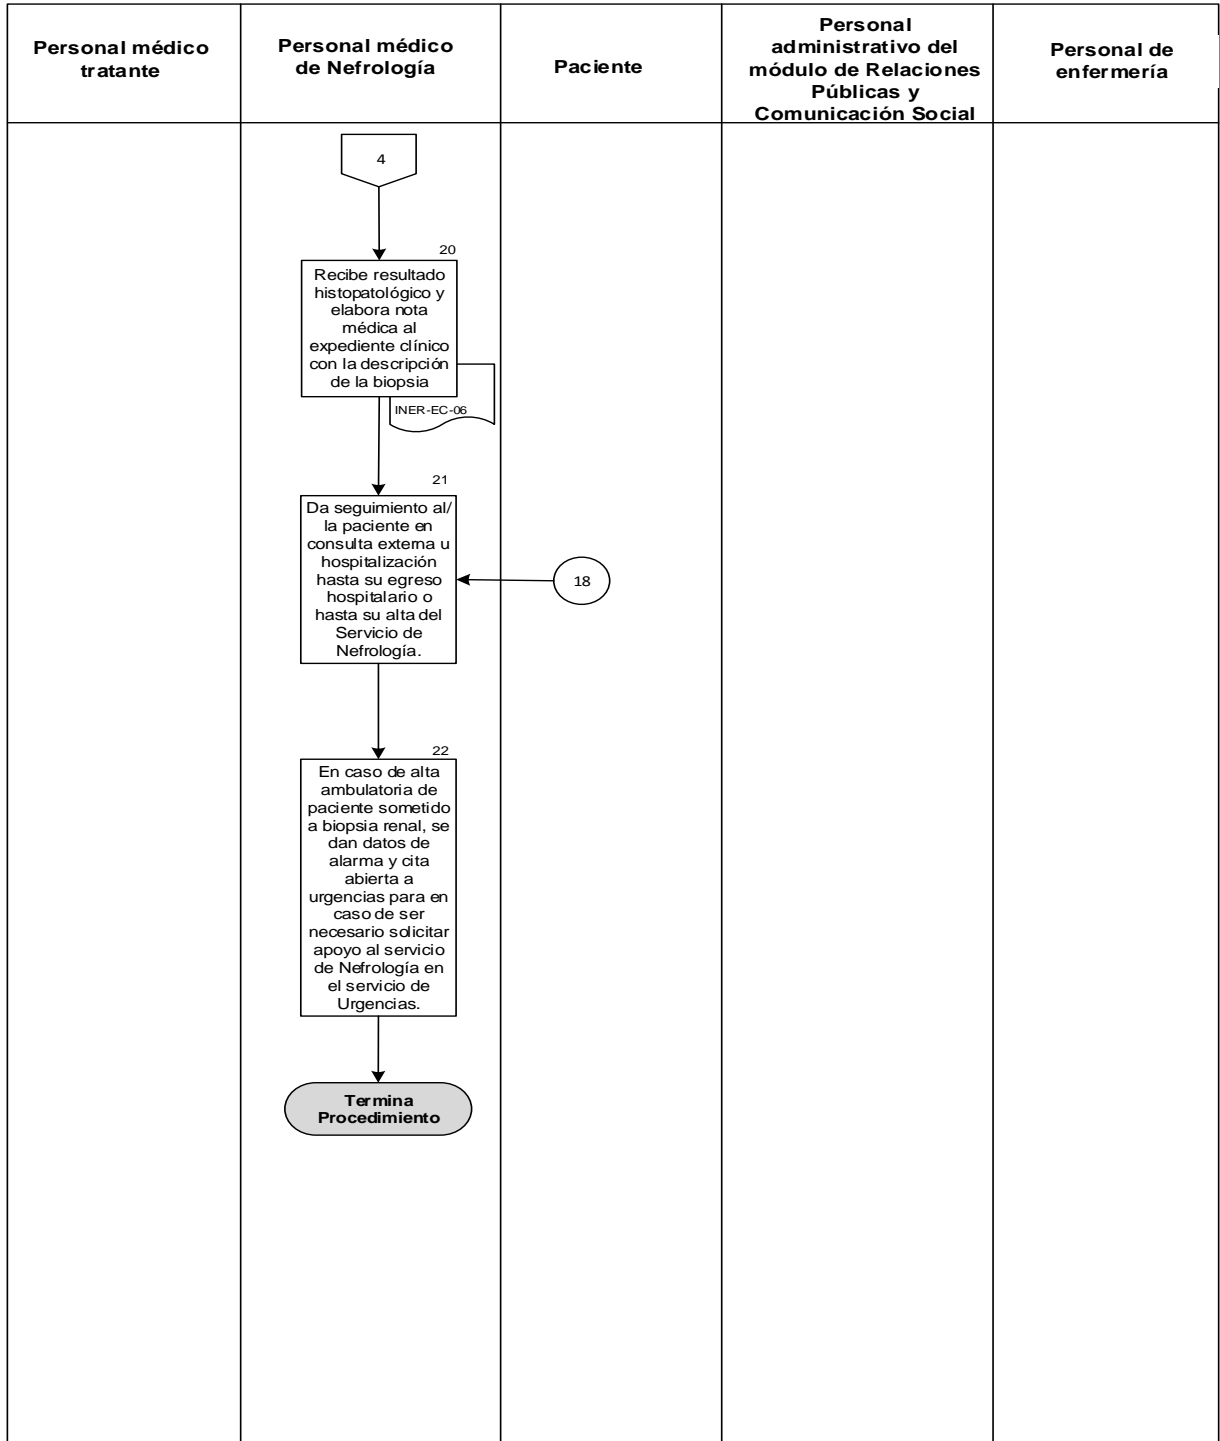 Personal médico
tratante
Personal médico
de Nefrología
Paciente
Personal
administrativo del
módulo de Relaciones
Públicas y
Comunicación Social
Personal de
enfermería
4
20
Recibe resultado
histopatológico y
elabora nota
médica al
expediente clínico
con la descripción
de la biopsia
INER-EC-06
21
Da seguimiento al/
la paciente en
consulta externa u
hospitalización
hasta su egreso
hospitalario o
hasta su alta del
Servicio de
Nefrología.
18
22
En caso de alta
ambulatoria de
paciente sometido
a biopsia renal, se
dan datos de
alarma y cita
abierta a
urgencias para en
caso de ser
necesario solicitar
apoyo al servicio
de Nefrología en
el servicio de
Urgencias.
Termina
Procedimiento